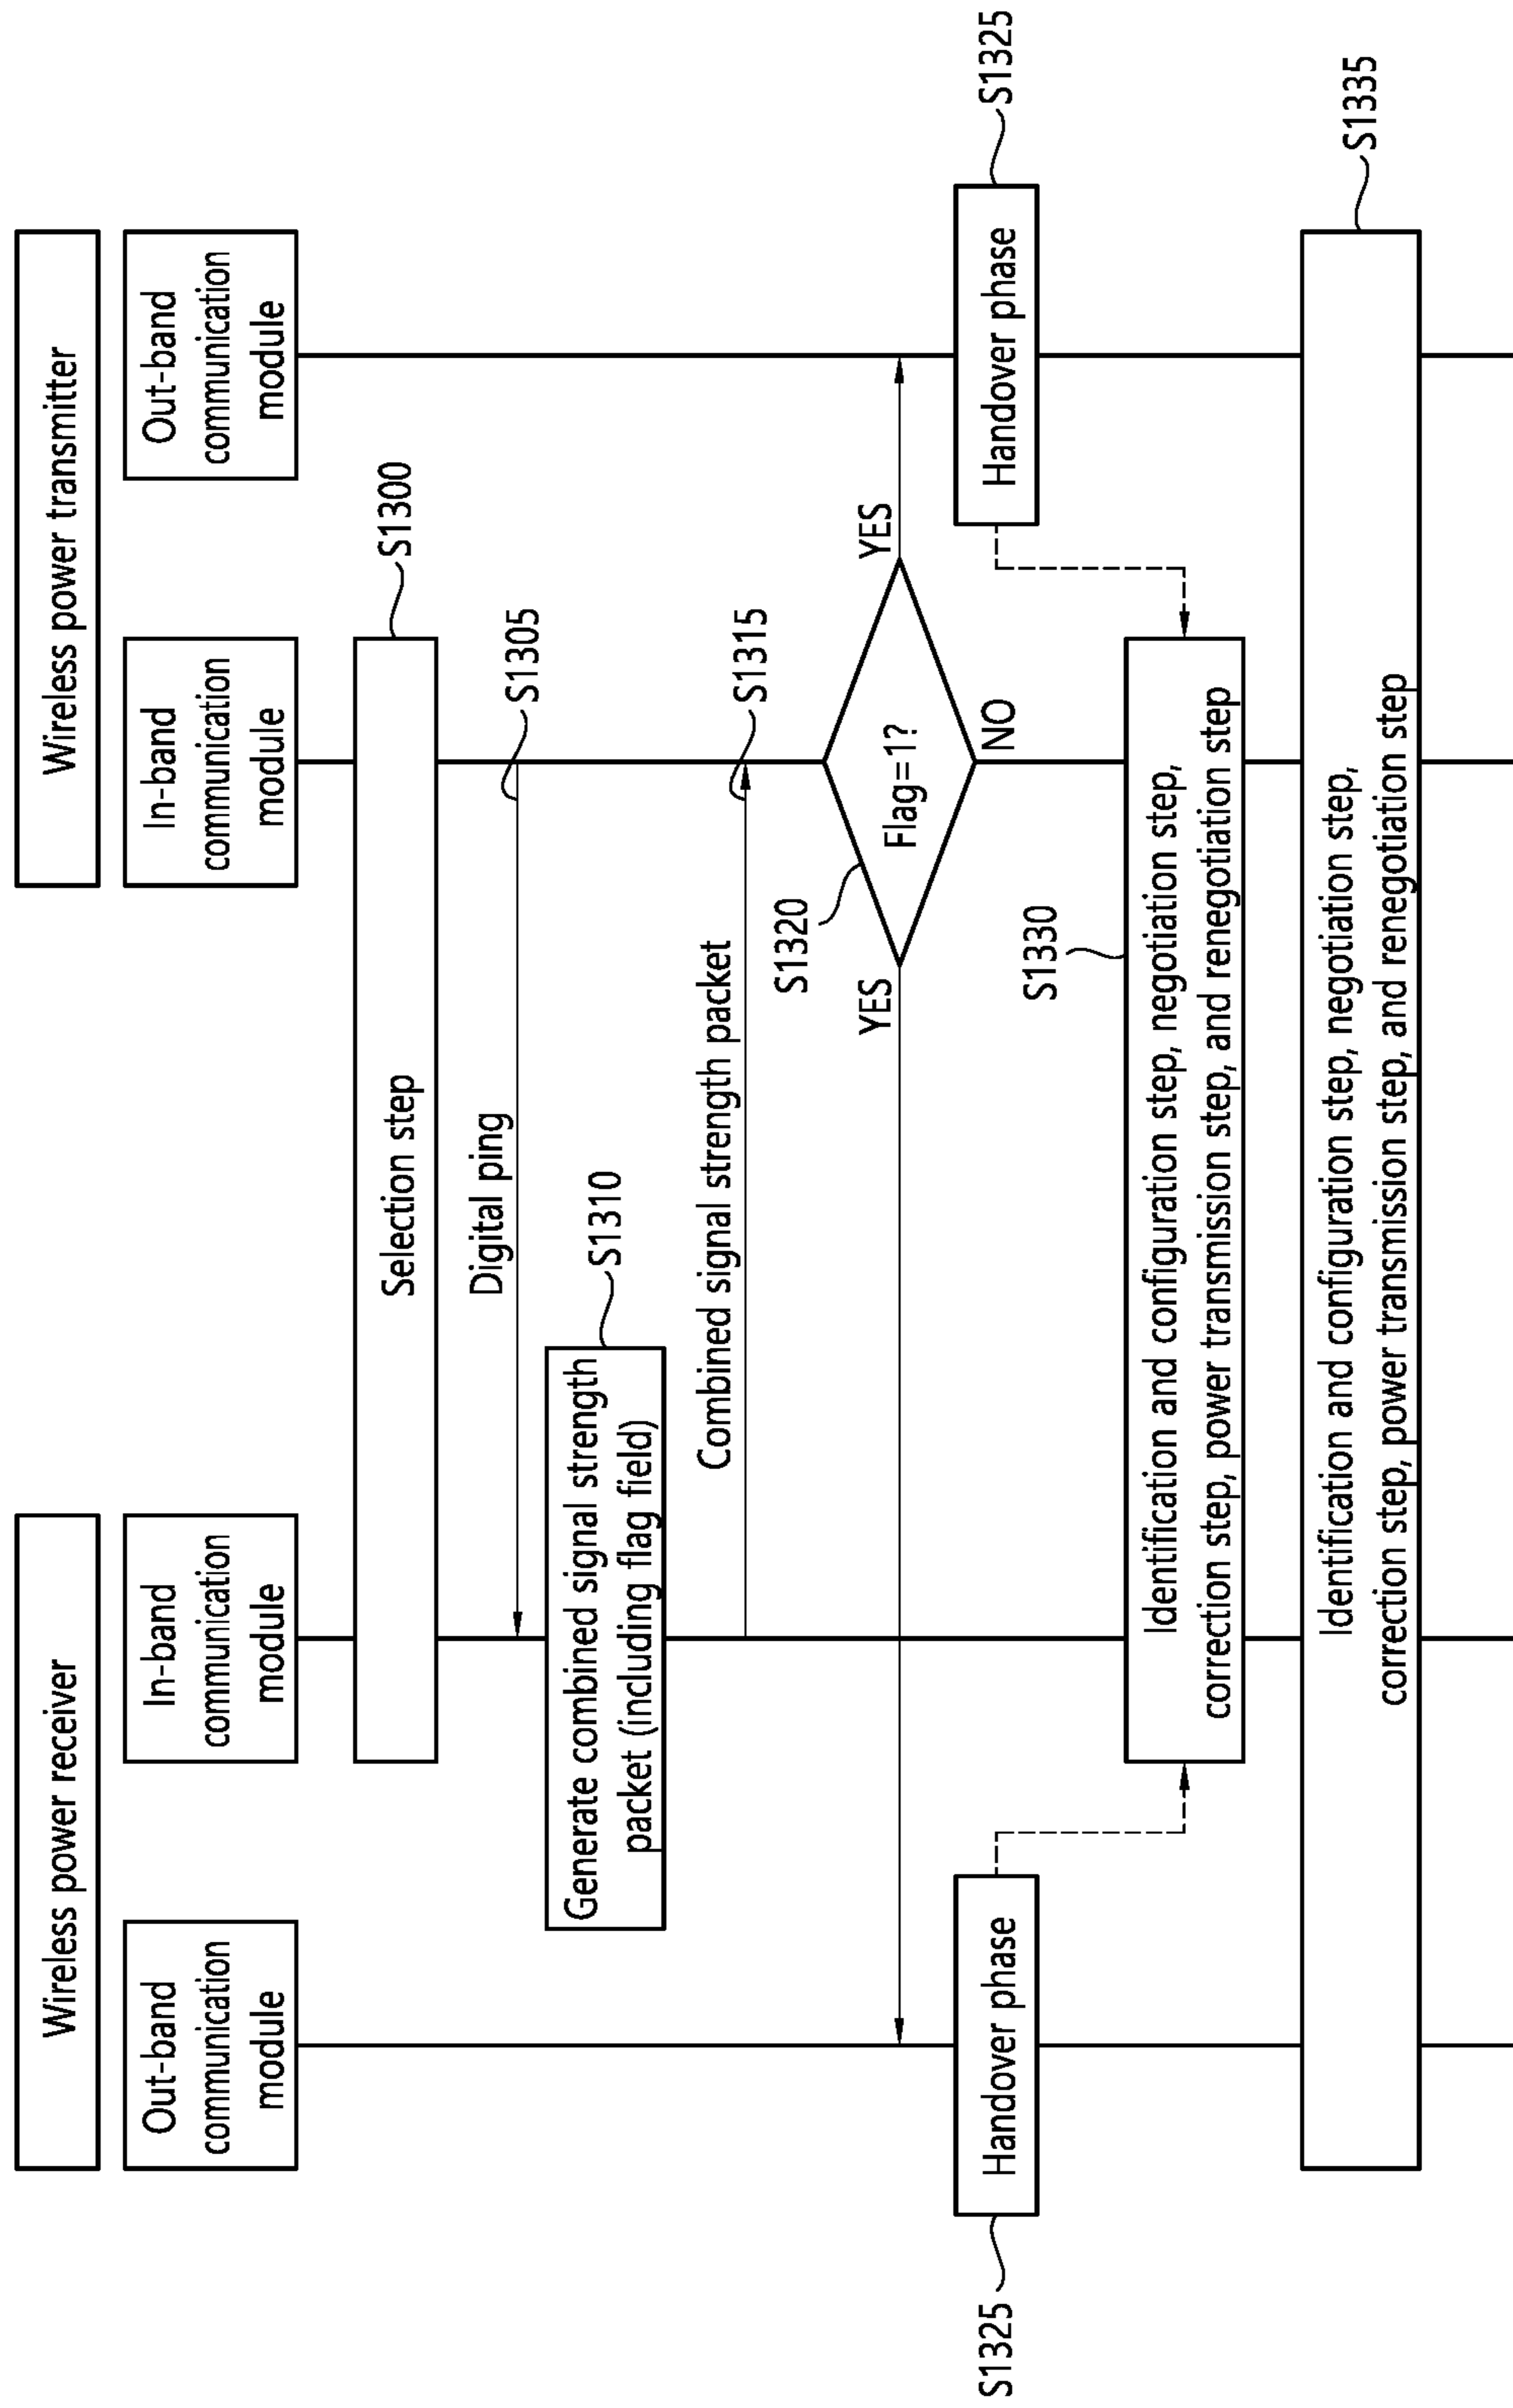 Wireless power receiver
Wireless power transmitter
Out-band
communication
module
In-band
communication
module
In-band
communication
module
Out-band
communication
module
Selection step
S1300
Digital ping
S1305
Generate combined signal strength
packet (including flag field)
S1310
Combined signal strength packet
S1315
S1320
YES
Flag=1?
YES
NO
S1325
Handover phase
Handover phase
S1325
S1330
Identification and configuration step, negotiation step,
correction step, power transmission step, and renegotiation step
S1335
Identification and configuration step, negotiation step,
correction step, power transmission step, and renegotiation step